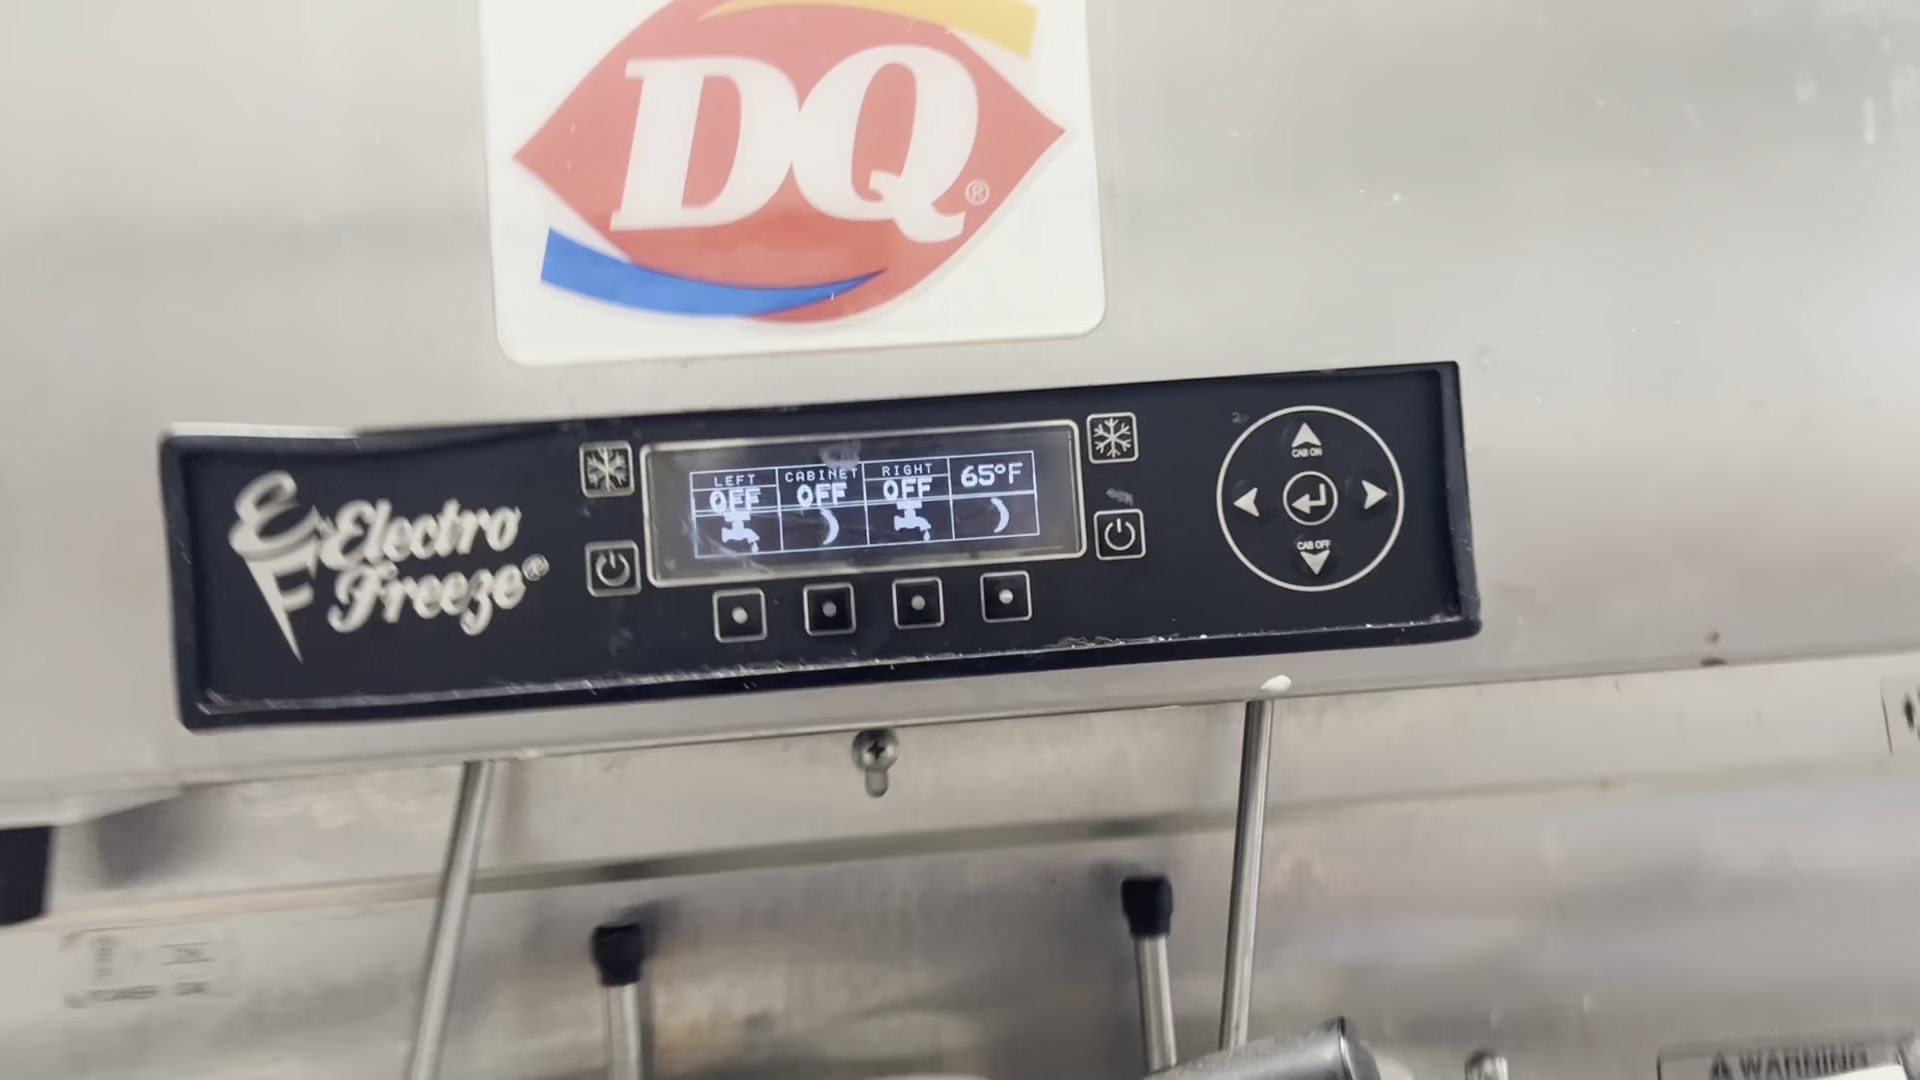 DQ®
CAB ON
LEFT CABINET RIGHT 65°F
OFF OFF OFF
Electro
Freeze®
CAB OFF
WARNING